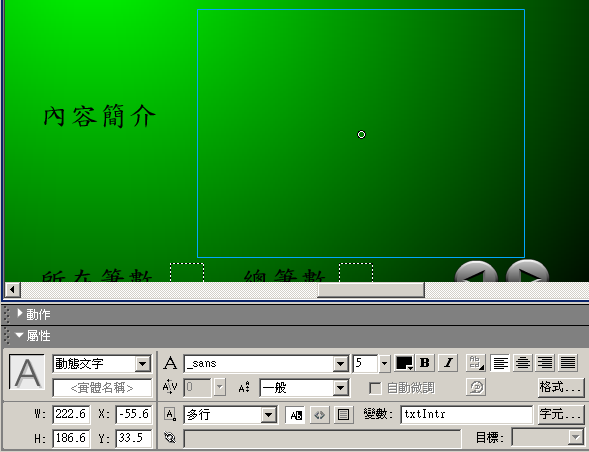 內容簡介
所在筆數 總筆數
動作
屬性
A 動態文字 A _sans 5 B I
<實體名稱> A|V 0 一般 自動微調 格式...
W: 222.6 X: -55.6 多行 變數: txtIntr 字元...
H: 186.6 Y: 33.5 目標: